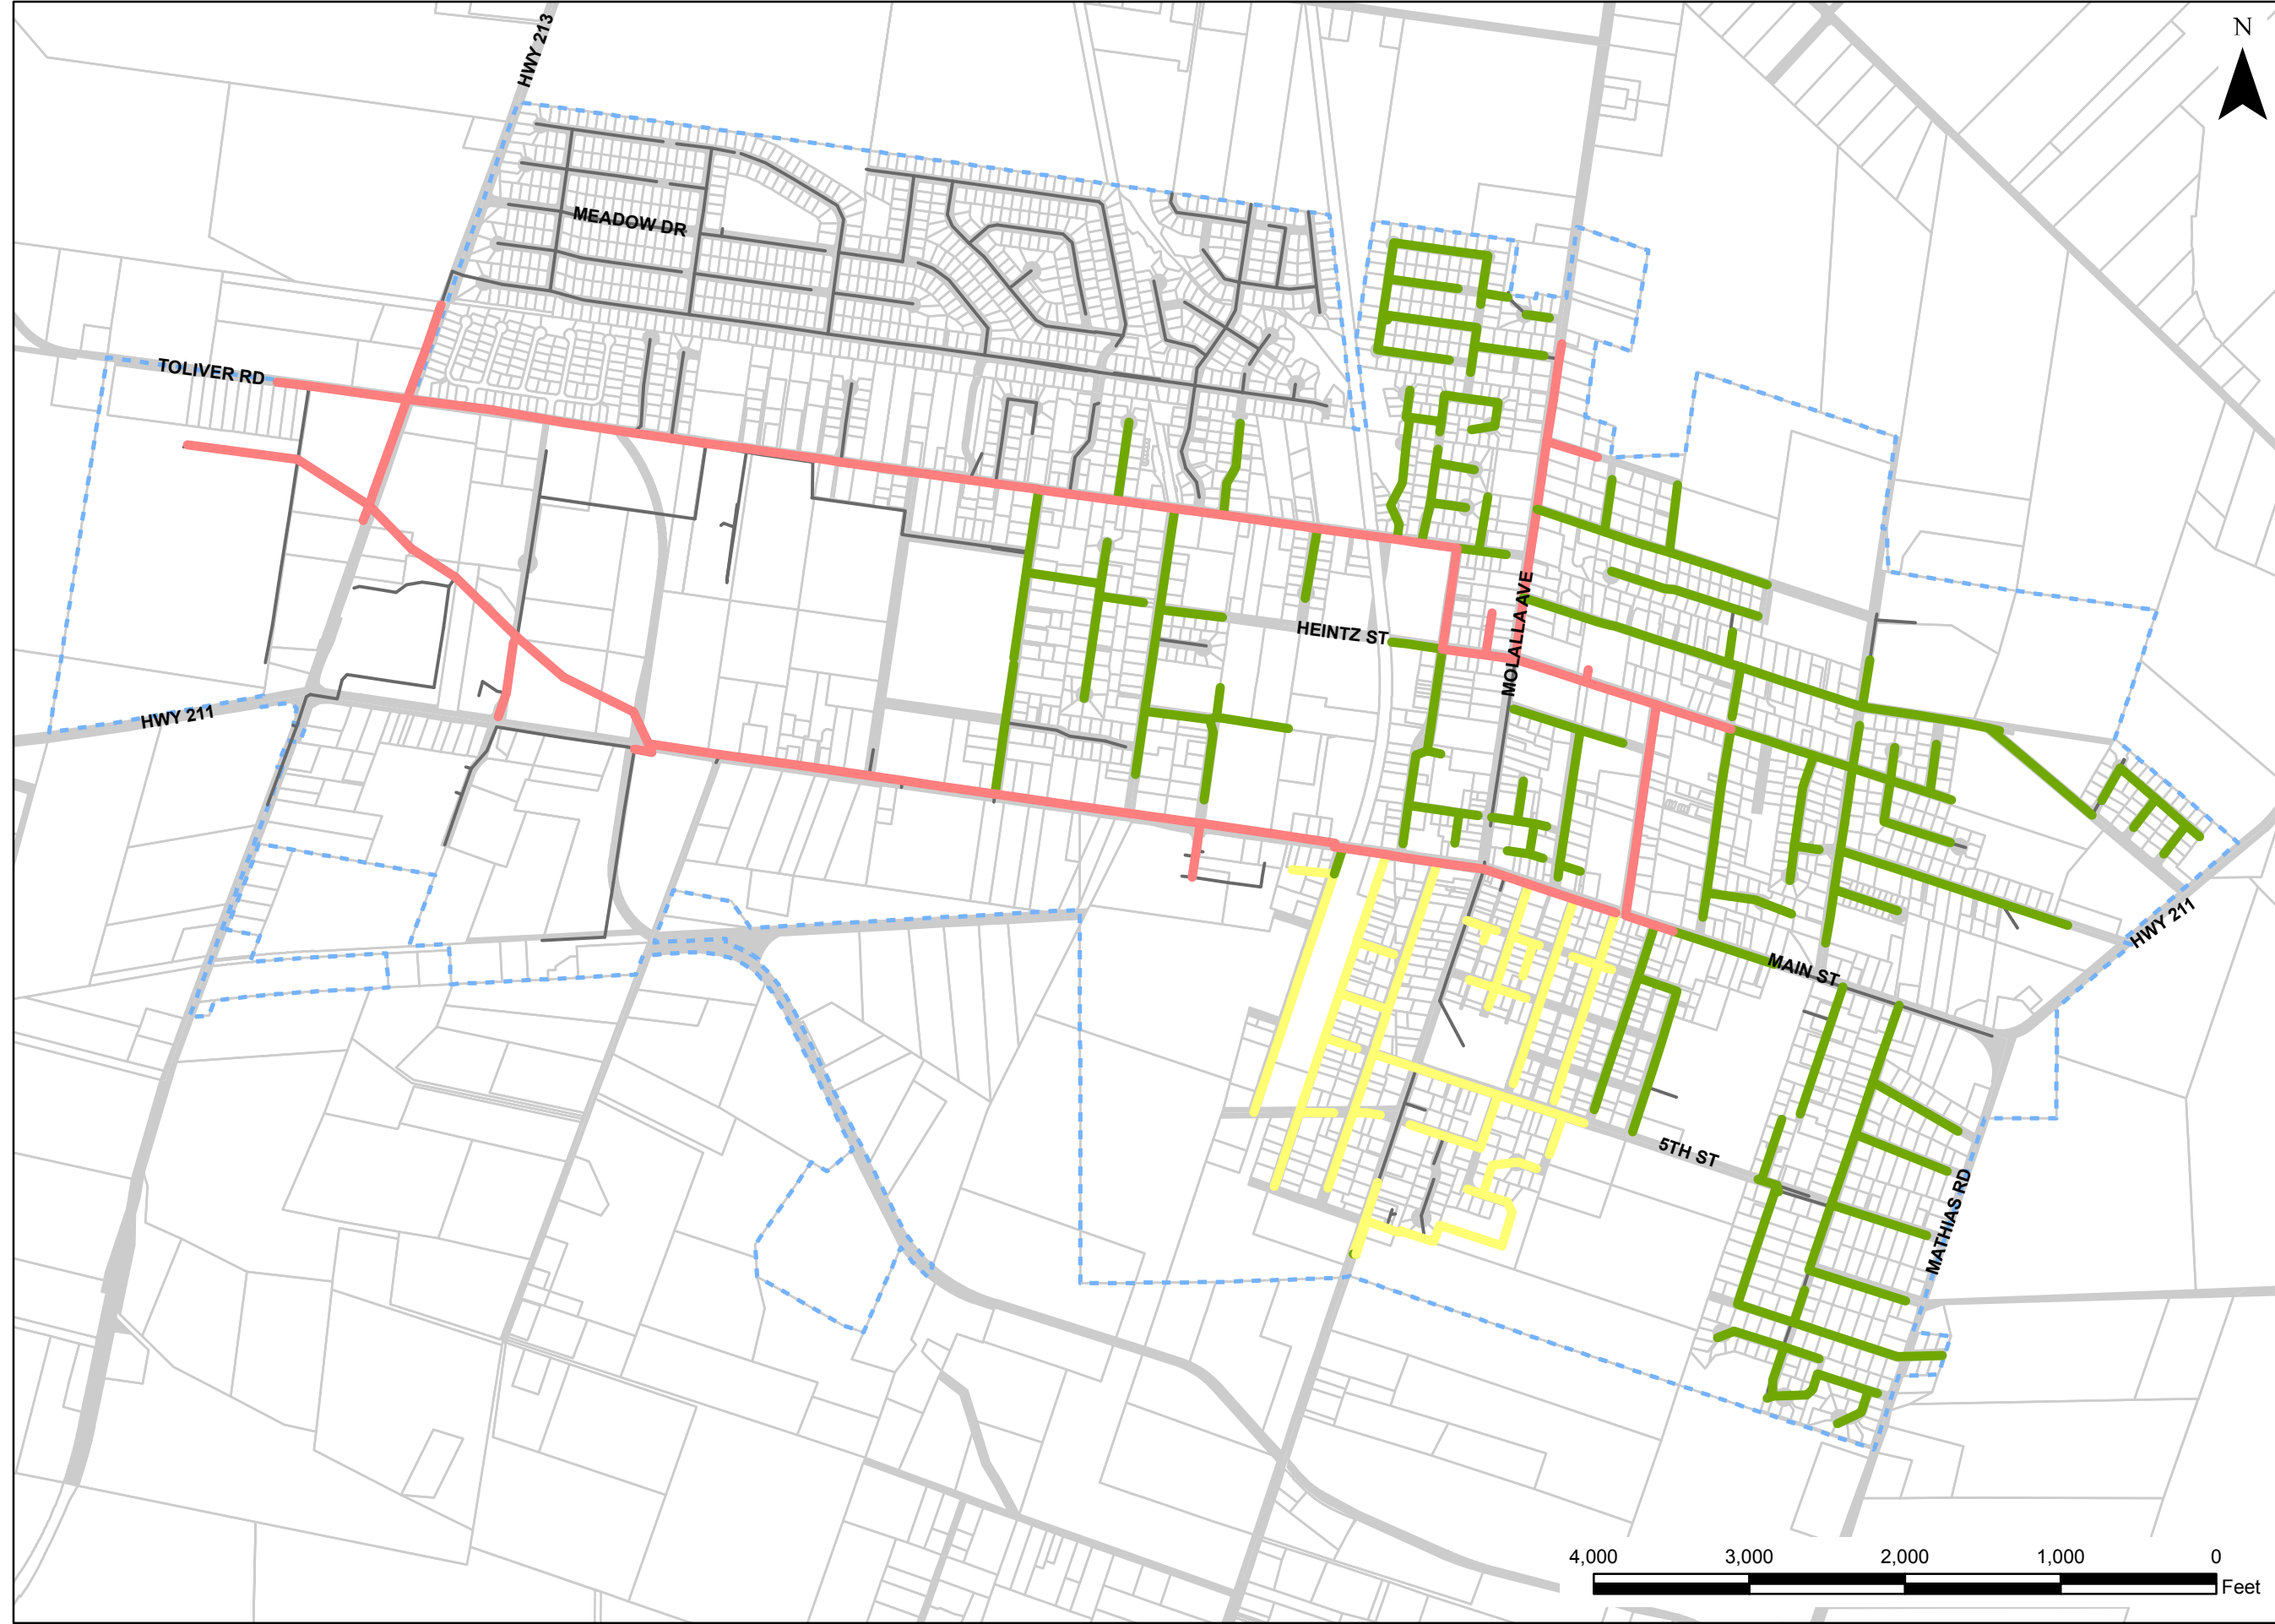 HWY 213
N
MEADOW DR
TOLIVER RD
HEINTZ ST
MOLALLA AVE
HWY 211
HWY 211
MAIN ST
5TH ST
MATHIAS RD
4,000 3,000 2,000 1,000 0
Feet